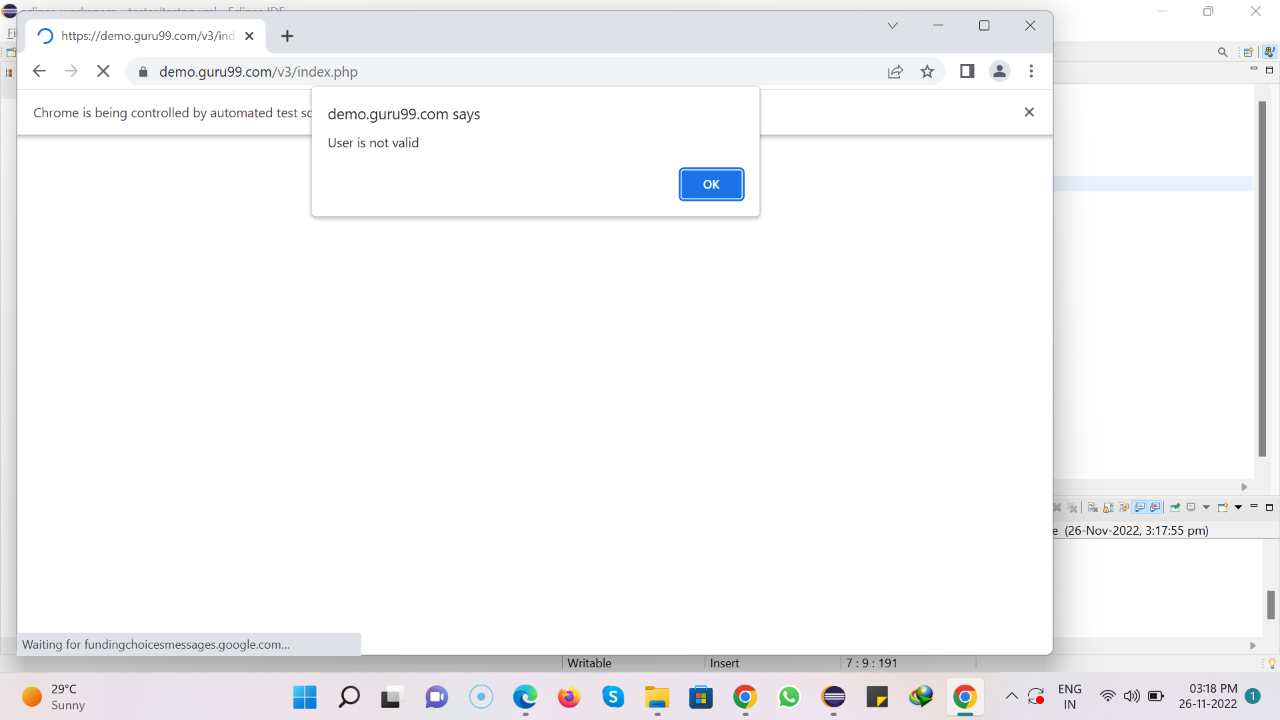 https://demo.guru99.com/v3/ind
demo.guru99.com/v3/index.php
Chrome is being controlled by automated test sc
demo.guru99.com says
User is not valid
OK
e (26-Nov-2022, 3:17:55 pm)
Waiting for fundingchoicesmessages.google.com...
Writable
Insert
7 : 9 : 191
29°C
Sunny
ENG
IN
03:18 PM
26-11-2022
1